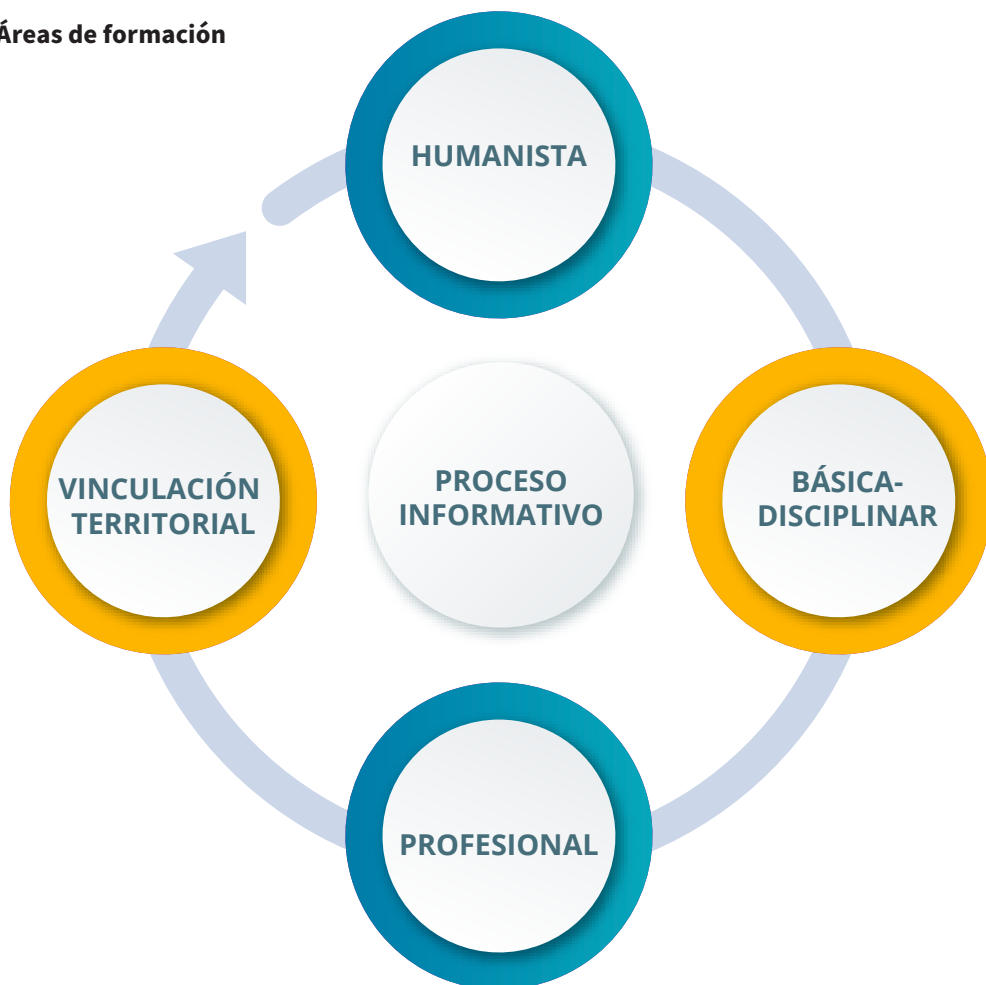 Áreas de formación
HUMANISTA
VINCULACIÓN
TERRITORIAL
PROCESO
INFORMATIVO
BÁSICA-
DISCIPLINAR
PROFESIONAL